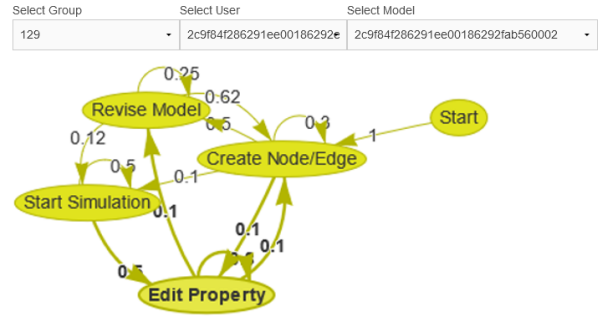 Select Group Select User Select Model
129 2c9f84f286291ee00186292e 2c9f84f286291ee00186292fab560002
0.25
Revise Model 0.62
0.5 0.3 Start
0.12 1
Create Node/Edge
0.5
0.1
Start Simulation
0.1
0.1
0.1
0.5
Edit Property